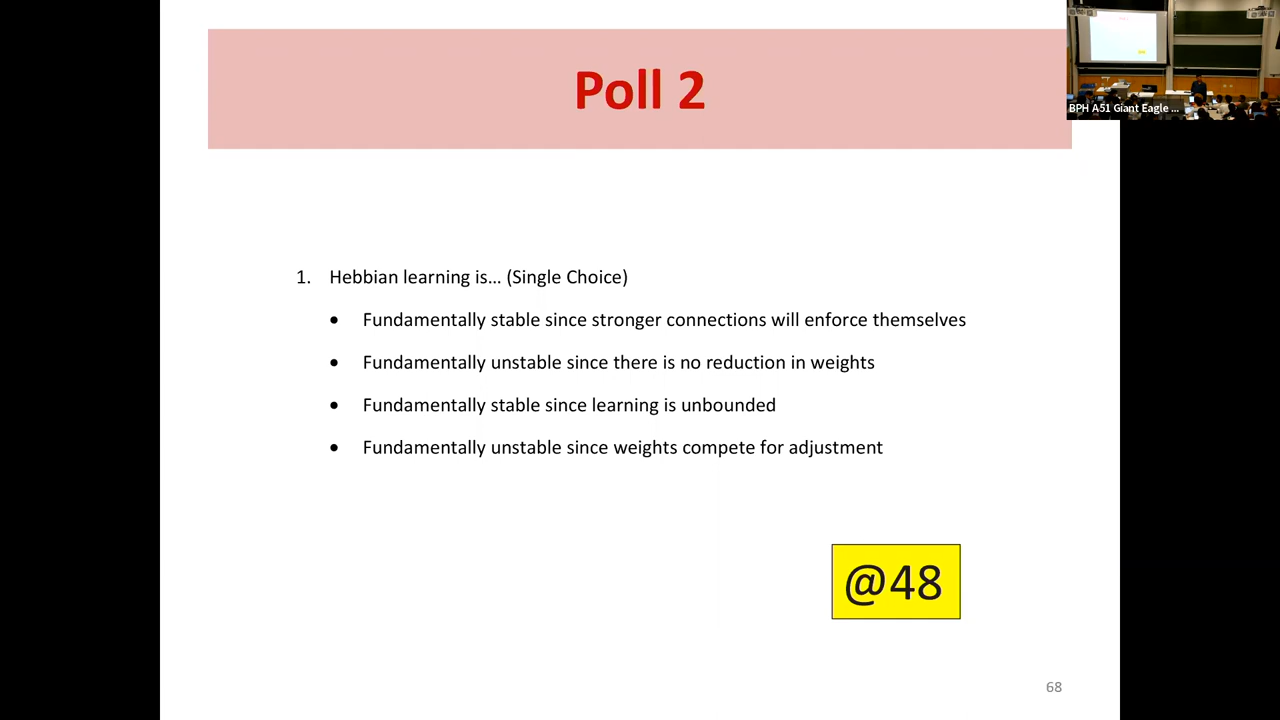 Poll 2
BPH A51 Giant Eagle ...
1. Hebbian learning is... (Single Choice)
• Fundamentally stable since stronger connections will enforce themselves
• Fundamentally unstable since there is no reduction in weights
• Fundamentally stable since learning is unbounded
• Fundamentally unstable since weights compete for adjustment
@48
68